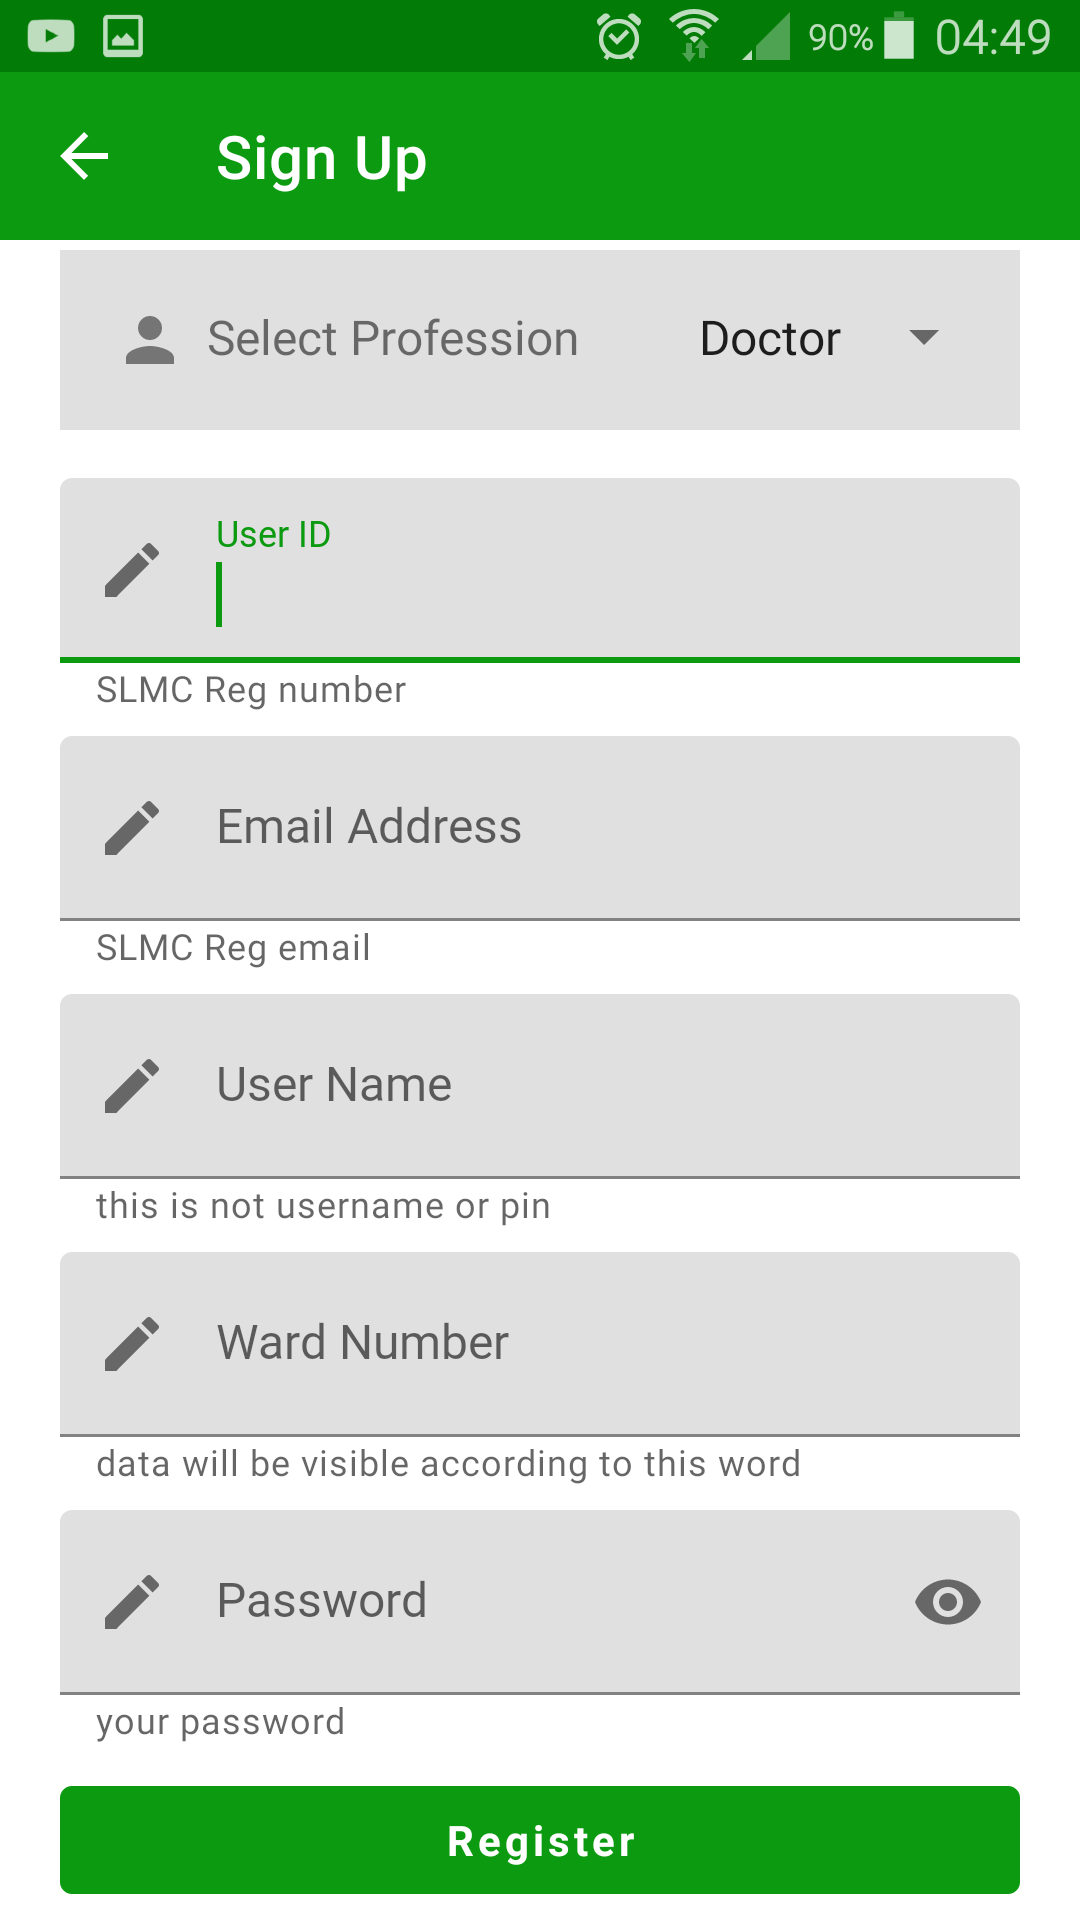 90% 04:49
Sign Up
Select Profession Doctor
User ID
SLMC Reg number
Email Address
SLMC Reg email
User Name
this is not username or pin
Ward Number
data will be visible according to this word
Password
your password
Register